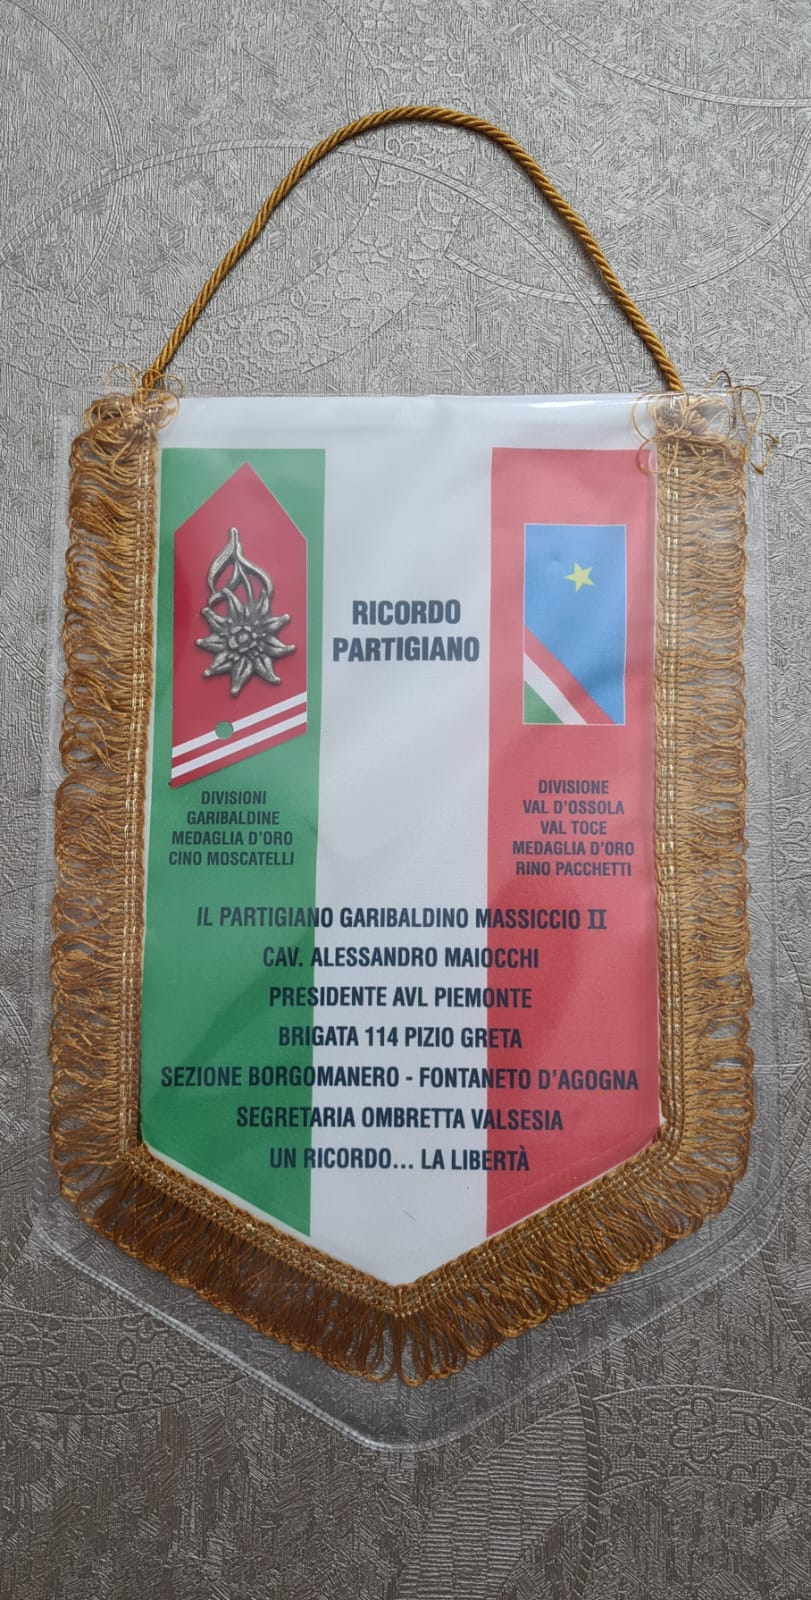 RICORDO
PARTIGIANO
DIVISIONI
GARIBALDINE
MEDAGLIA D'ORO
CINO MOSCATELLI
DIVISIONE
VAL D'OSSOLA
VAL TOCE
MEDAGLIA D'ORO
RINO PACCHETTI
IL PARTIGIANO GARIBALDINO MASSICCIO II
CAV. ALESSANDRO MAIOCCHI
PRESIDENTE AVL PIEMONTE
BRIGATA 114 PIZIO GRETA
SEZIONE BORGOMANERO - FONTANETO D'AGOGNA
SEGRETARIA OMBRETTA VALSESIA
UN RICORDO... LA LIBERTÀ